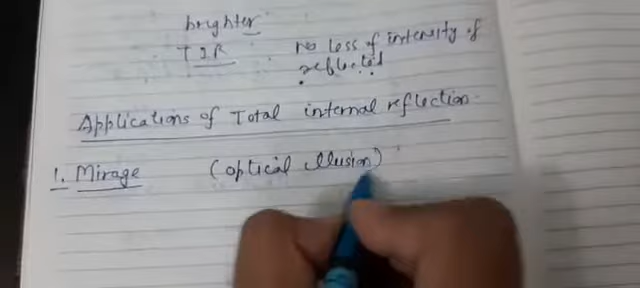 brighter
TIR no loss of intensity of
reflected
Applications of Total internal reflection.
1. Mirage (optical illusion)